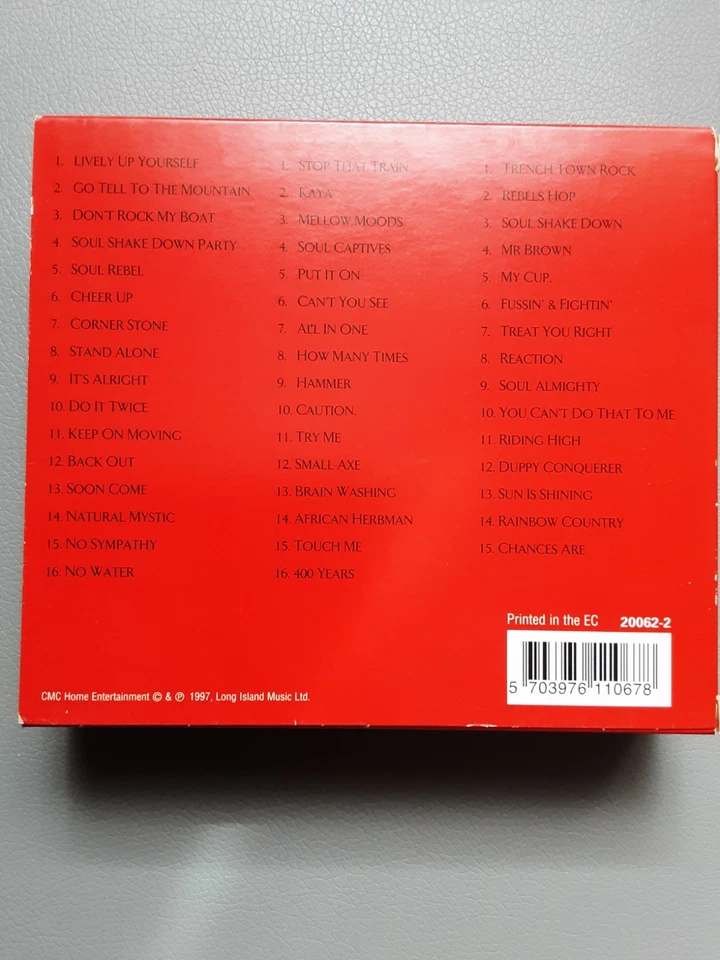 1. LIVELY UP YOURSELF
2. GO TELL TO THE MOUNTAIN
3. DON'T ROCK MY BOAT
4. SOUL SHAKE DOWN PARTY
5. SOUL REBEL
6. CHEER UP
7. CORNER STONE
8. STAND ALONE
9. IT'S ALRIGHT
10. DO IT TWICE
11. KEEP ON MOVING
12. BACK OUT
13. SOON COME
14. NATURAL MYSTIC
15. NO SYMPATHY
16. NO WATER
1. STOP THAT TRAIN
2. KAYA
3. MELLOW MOODS
4. SOUL CAPTIVES
5. PUT IT ON
6. CAN'T YOU SEE
7. ALL IN ONE
8. HOW MANY TIMES
9. HAMMER
10. CAUTION.
11. TRY ME
12. SMALL AXE
13. BRAIN WASHING
14. AFRICAN HERBMAN
15. TOUCH ME
16. 400 YEARS
1. TRENCH TOWN ROCK
2. REBELS HOP
3. SOUL SHAKE DOWN
4. MR BROWN
5. MY CUP.
6. FUSSIN' & FIGHTIN'
7. TREAT YOU RIGHT
8. REACTION
9. SOUL ALMIGHTY
10. YOU CAN'T DO THAT TO ME
11. RIDING HIGH
12. DUPPY CONQUERER
13. SUN IS SHINING
14. RAINBOW COUNTRY
15. CHANCES ARE
Printed in the EC 20062-2
5 703976 110678
CMC Home Entertainment © & ℗ 1997, Long Island Music Ltd.